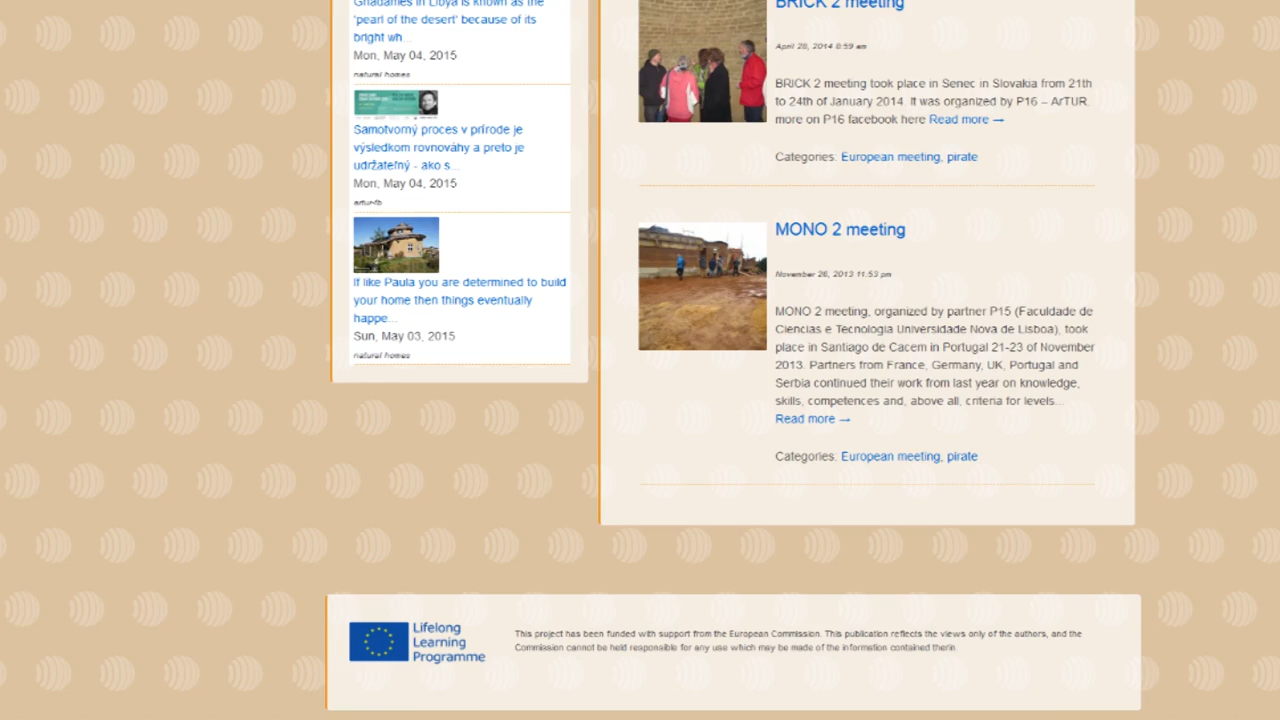 Ghadames in Libya is known as the
'pearl of the desert' because of its
bright wh...
Mon, May 04, 2015
natural homes
Samotvorný proces v prírode je
výsledkom rovnováhy a preto je
udržateľný - ako s...
Mon, May 04, 2015
artur-fb
If like Paula you are determined to build
your home then things eventually
happe...
Sun, May 03, 2015
natural homes
BRICK 2 meeting
April 28, 2014 8:59 am
BRICK 2 meeting took place in Senec in Slovakia from 21th
to 24th of January 2014. It was organized by P16 – ArTUR.
more on P16 facebook here Read more →
Categories: European meeting, pirate
MONO 2 meeting
November 26, 2013 11:53 pm
MONO 2 meeting, organized by partner P15 (Faculdade de
Ciencias e Tecnologia Universidade Nova de Lisboa), took
place in Santiago de Cacem in Portugal 21-23 of November
2013. Partners from France, Germany, UK, Portugal and
Serbia continued their work from last year on knowledge,
skills, competences and, above all, criteria for levels...
Read more →
Categories: European meeting, pirate
Lifelong
Learning
Programme
This project has been funded with support from the European Commission. This publication reflects the views only of the authors, and the
Commission cannot be held responsible for any use which may be made of the information contained therin.